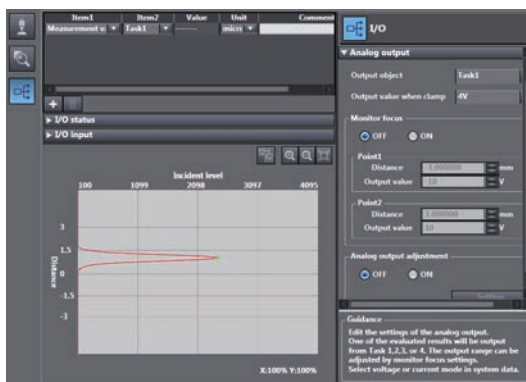 Item1 Item2 Value Unit Comment
Measurement v. Task1 ------ micro
I/O status
I/O input
Incident level
100 1099 2098 3097 4095
Distance
3
1.5
0
-1.5
-3
X:100% Y:100%
I/O
Analog output
Output object Task1
Output value when clamp 4V
Monitor focus
OFF ON
Point1
Distance -3.000000 mm
Output value -10 V
Point2
Distance 3.000000 mm
Output value 10 V
Analog output adjustment
OFF ON
Guidance
Edit the settings of the analog output.
One of the evaluated results will be output
from Task 1,2,3, or 4. The output range can be
adjusted by monitor focus settings.
Select voltage or current mode in system data.